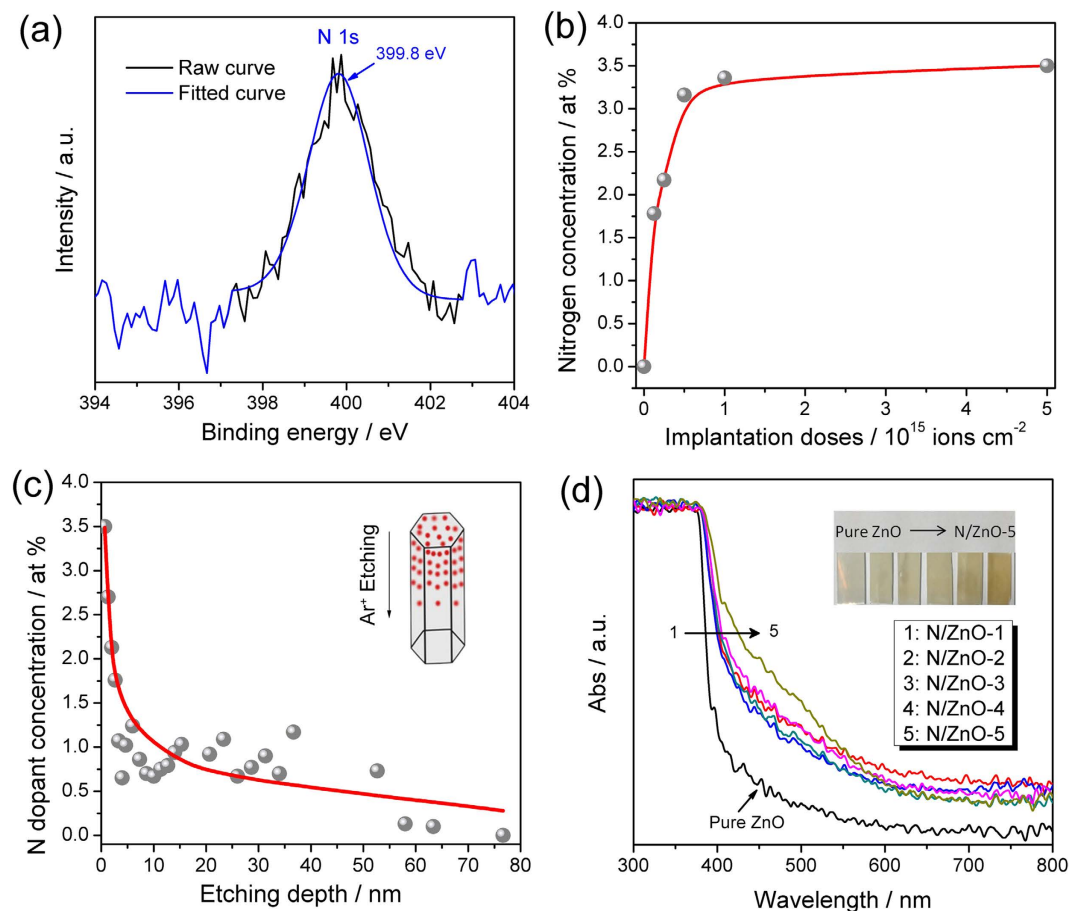 (a)
N 1s
399.8 eV
Raw curve
Fitted curve
Intensity / a.u.
394 396 398 400 402 404
Binding energy / eV
(b)
Nitrogen concentration / at %
4.0
3.5
3.0
2.5
2.0
1.5
1.0
0.5
0.0
0 1 2 3 4 5
Implantation doses / 10¹⁵ ions cm⁻²
(c)
N dopant concentration / at %
4.0
3.5
3.0
2.5
2.0
1.5
1.0
0.5
0.0
Ar⁺ Etching
0 10 20 30 40 50 60 70 80
Etching depth / nm
(d)
Abs / a.u.
Pure ZnO → N/ZnO-5
1 → 5
1: N/ZnO-1
2: N/ZnO-2
3: N/ZnO-3
4: N/ZnO-4
5: N/ZnO-5
Pure ZnO
300 400 500 600 700 800
Wavelength / nm